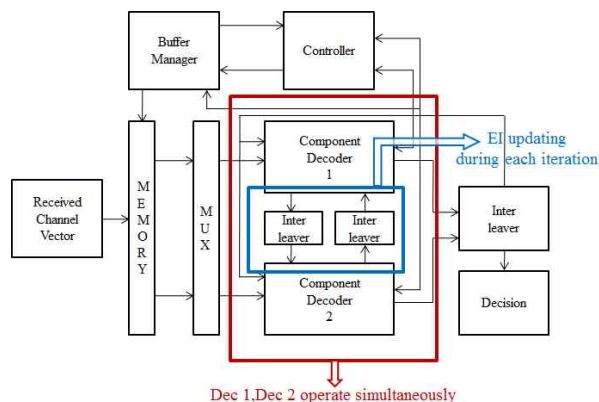 Buffer
Manager
Controller
EI updating
during each iteration
Component
Decoder
1
Received
Channel
Vector
M
E
M
O
R
Y
M
U
X
Inter
leaver
Inter
leaver
Inter
leaver
Component
Decoder
2
Decision
Dec 1,Dec 2 operate simultaneously